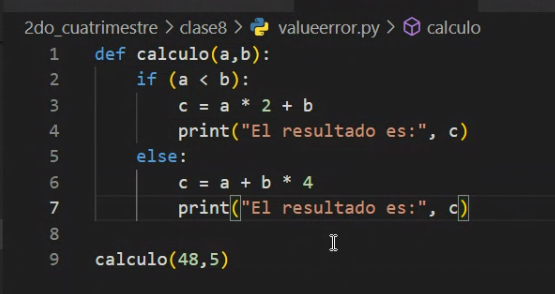 2do_cuatrimestre > clase8 > valueerror.py > calculo
1 def calculo(a,b):
2     if (a < b):
3         c = a * 2 + b
4         print("El resultado es:", c)
5     else:
6         c = a + b * 4
7         print("El resultado es:", c)
8
9 calculo(48,5)